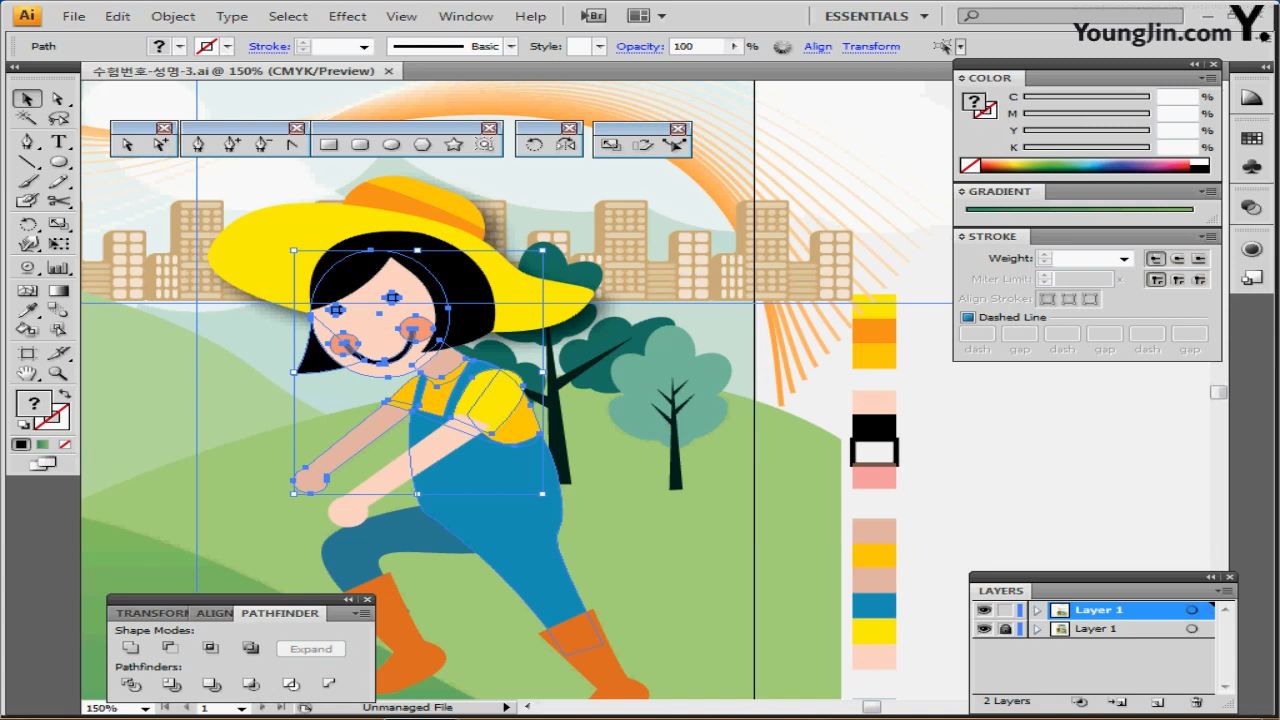 Ai File Edit Object Type Select Effect View Window Help Br ESSENTIALS
YoungJin.com Y.
Path ? Stroke: Basic Style: Opacity: 100 % Align Transform
수험번호-성명-3.ai @ 150% (CMYK/Preview) ×
COLOR
? C %
M %
Y %
K %
GRADIENT
STROKE
Weight:
Miter Limit: x
Align Stroke:
Dashed Line
dash gap dash gap dash gap
T
?
TRANSFORM ALIGN PATHFINDER
Shape Modes:
Expand
Pathfinders:
LAYERS
Layer 1
Layer 1
2 Layers
150% 1 Unmanaged File